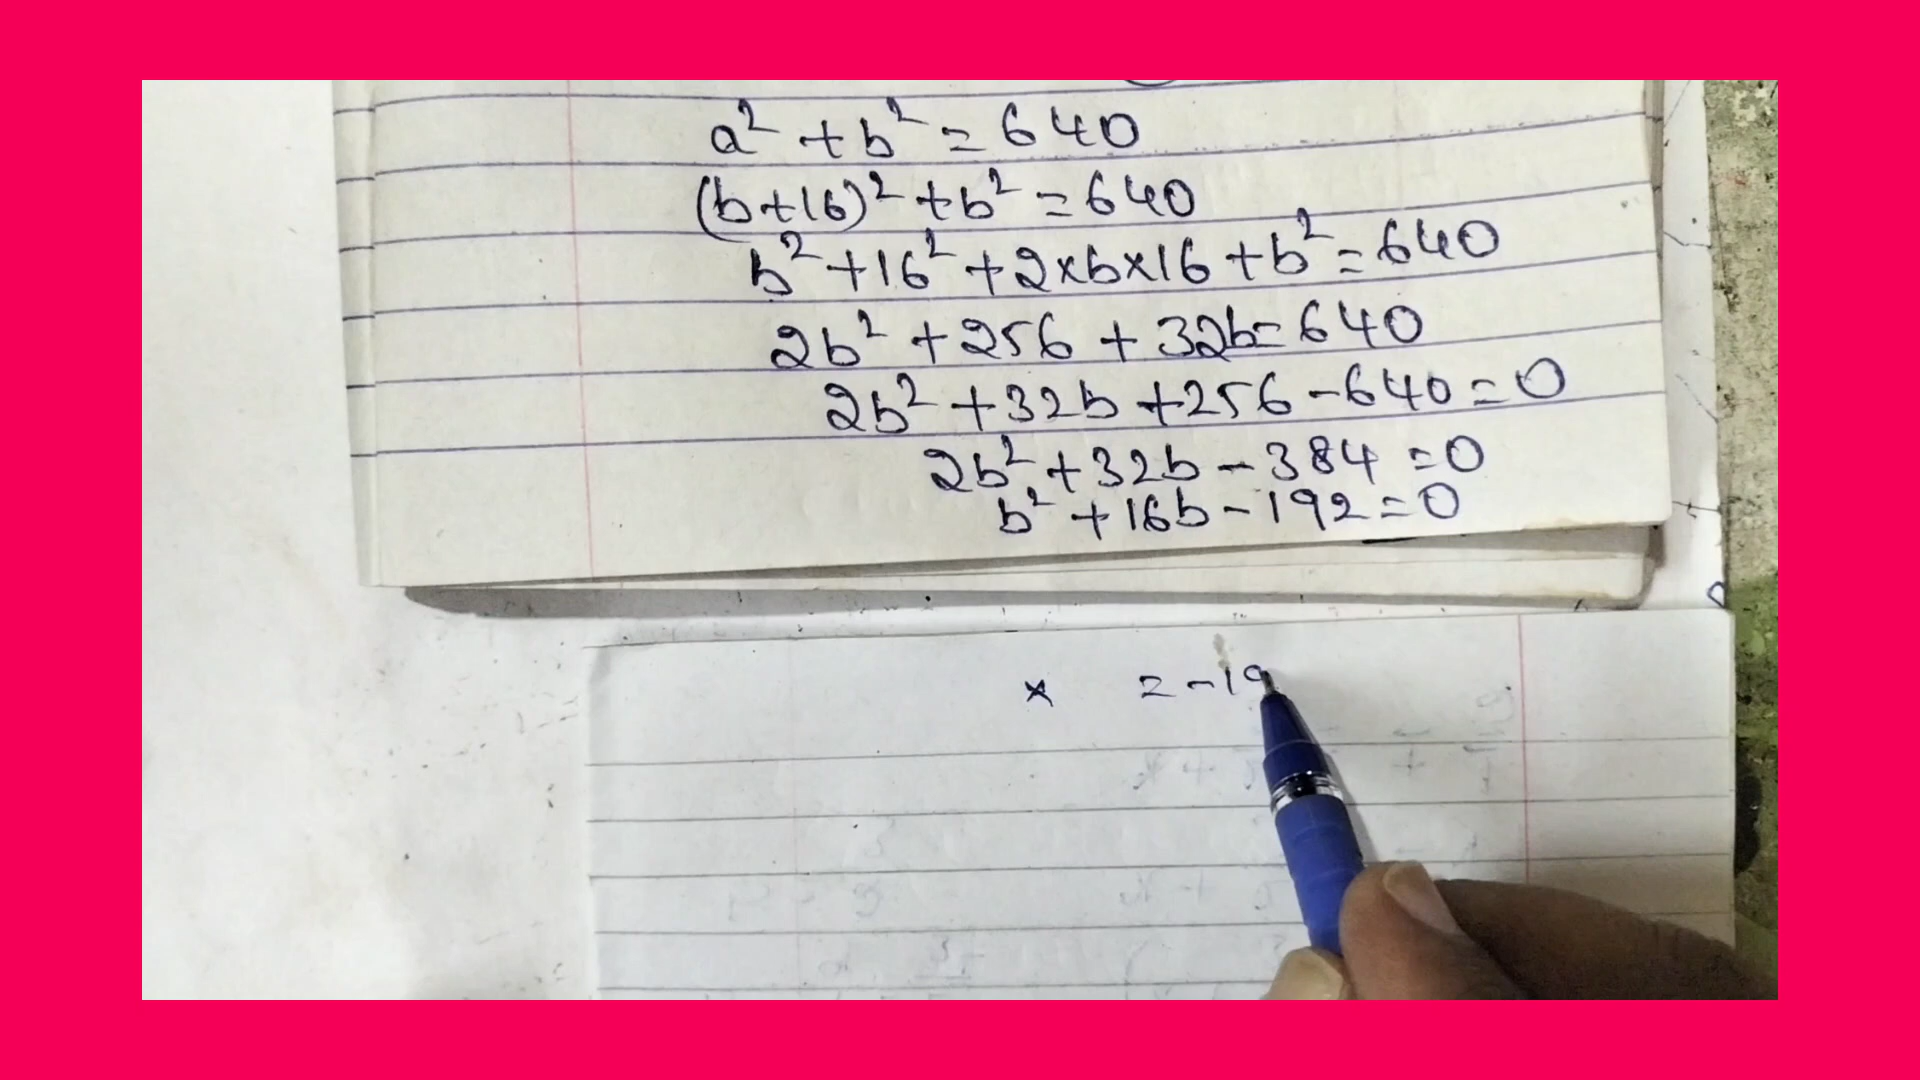 a² + b² = 640
(b+16)² + b² = 640
b² + 16² + 2×b×16 + b² = 640
2b² + 256 + 32b = 640
2b² + 32b + 256 - 640 = 0
2b² + 32b - 384 = 0
b² + 16b - 192 = 0
× = -19